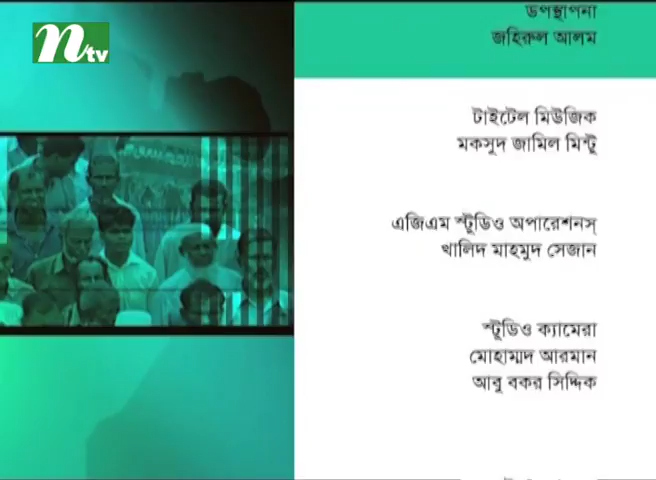 ntv
উপস্থাপনা
জহিরুল আলম
টাইটেল মিউজিক
মকসুদ জামিল মিন্টু
এজিএম স্টুডিও অপারেশনস্
খালিদ মাহমুদ সেজান
স্টুডিও ক্যামেরা
মোহাম্মদ আরমান
আবু বকর সিদ্দিক